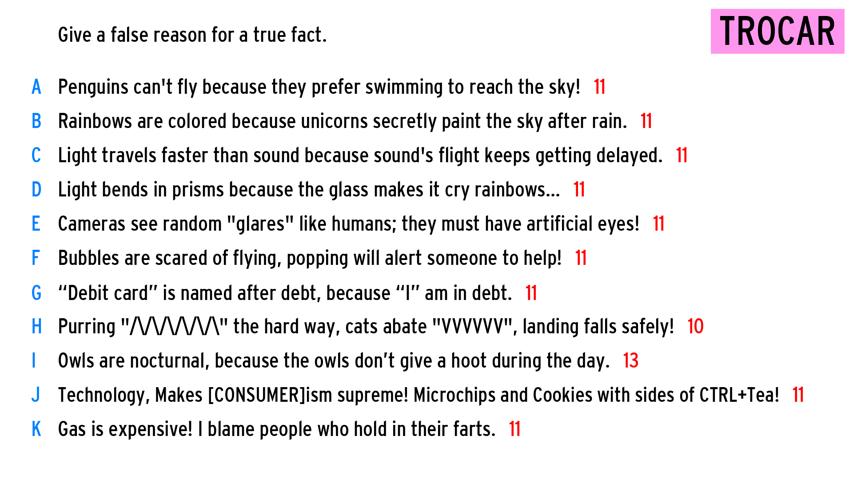 Give a false reason for a true fact.
TROCAR
A Penguins can't fly because they prefer swimming to reach the sky! 11
B Rainbows are colored because unicorns secretly paint the sky after rain. 11
C Light travels faster than sound because sound's flight keeps getting delayed. 11
D Light bends in prisms because the glass makes it cry rainbows... 11
E Cameras see random "glares" like humans; they must have artificial eyes! 11
F Bubbles are scared of flying, popping will alert someone to help! 11
G “Debit card” is named after debt, because “I” am in debt. 11
H Purring "/\/\/\/\/\/\/\" the hard way, cats abate "VVVVVV", landing falls safely! 10
I Owls are nocturnal, because the owls don’t give a hoot during the day. 13
J Technology, Makes [CONSUMER]ism supreme! Microchips and Cookies with sides of CTRL+Tea! 11
K Gas is expensive! I blame people who hold in their farts. 11